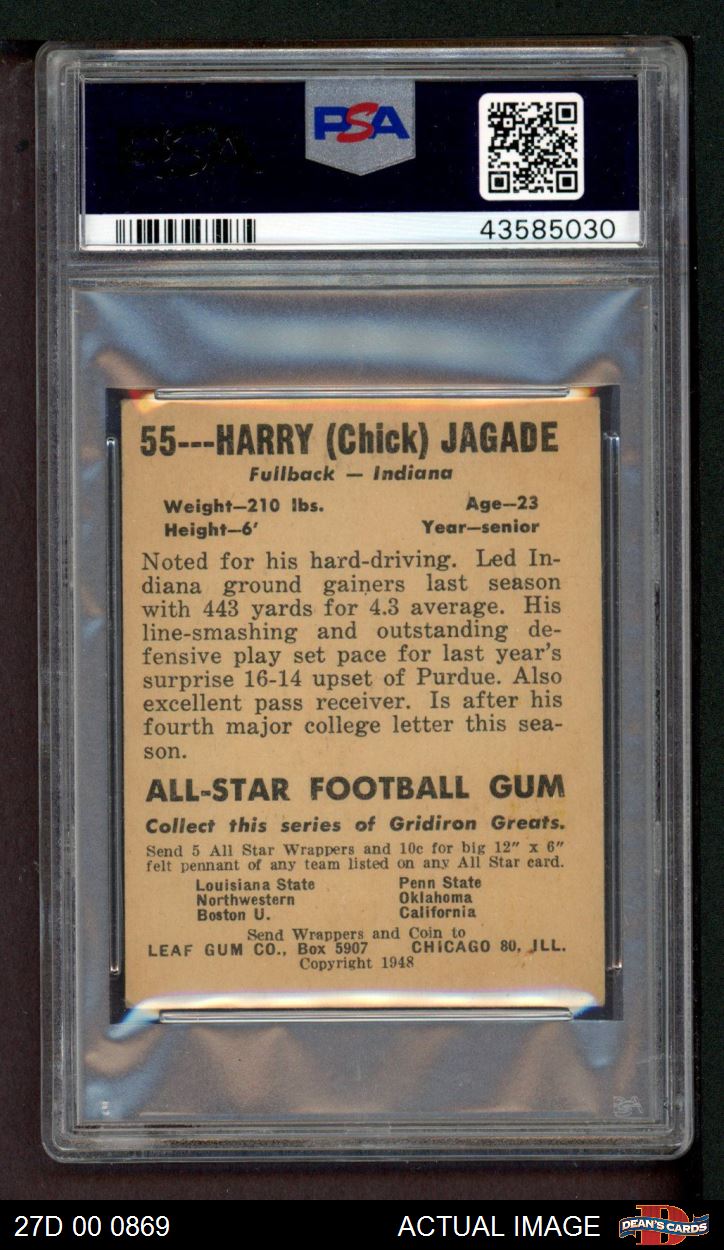 PSA
43585030
55---HARRY (Chick) JAGADE
Fullback — Indiana
Weight—210 lbs. Age—23
Height—6' Year—senior
Noted for his hard-driving. Led In-
diana ground gainers last season
with 443 yards for 4.3 average. His
line-smashing and outstanding de-
fensive play set pace for last year's
surprise 16-14 upset of Purdue. Also
excellent pass receiver. Is after his
fourth major college letter this sea-
son.
ALL-STAR FOOTBALL GUM
Collect this series of Gridiron Greats.
Send 5 All Star Wrappers and 10c for big 12" x 6"
felt pennant of any team listed on any All Star card.
Louisiana State Penn State
Northwestern Oklahoma
Boston U. California
Send Wrappers and Coin to
LEAF GUM CO., Box 5907 CHICAGO 80, ILL.
Copyright 1948
27D 00 0869 ACTUAL IMAGE DEAN'S CARDS